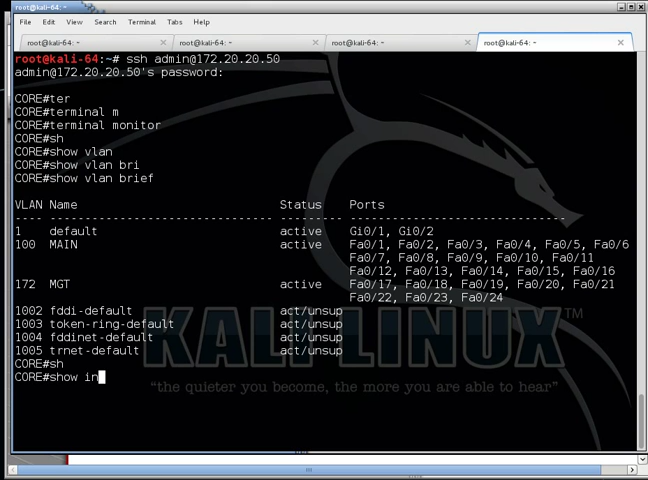 root@kali-64: ~
File Edit View Search Terminal Tabs Help
root@kali-64: ~ × root@kali-64: ~ × root@kali-64: ~ × root@kali-64: ~ ×
root@kali-64:~# ssh admin@172.20.20.50
admin@172.20.20.50's password:
CORE#ter
CORE#terminal m
CORE#terminal monitor
CORE#sh
CORE#show vlan
CORE#show vlan bri
CORE#show vlan brief
VLAN Name Status Ports
---- -------------------------------- --------- -------------------------------
1 default active Gi0/1, Gi0/2
100 MAIN active Fa0/1, Fa0/2, Fa0/3, Fa0/4, Fa0/5, Fa0/6
Fa0/7, Fa0/8, Fa0/9, Fa0/10, Fa0/11
Fa0/12, Fa0/13, Fa0/14, Fa0/15, Fa0/16
172 MGT active Fa0/17, Fa0/18, Fa0/19, Fa0/20, Fa0/21
Fa0/22, Fa0/23, Fa0/24
1002 fddi-default act/unsup
1003 token-ring-default act/unsup
1004 fddinet-default act/unsup
1005 trnet-default act/unsup
CORE#sh
CORE#show in
KALI LINUX ™
“the quieter you become, the more you are able to hear”